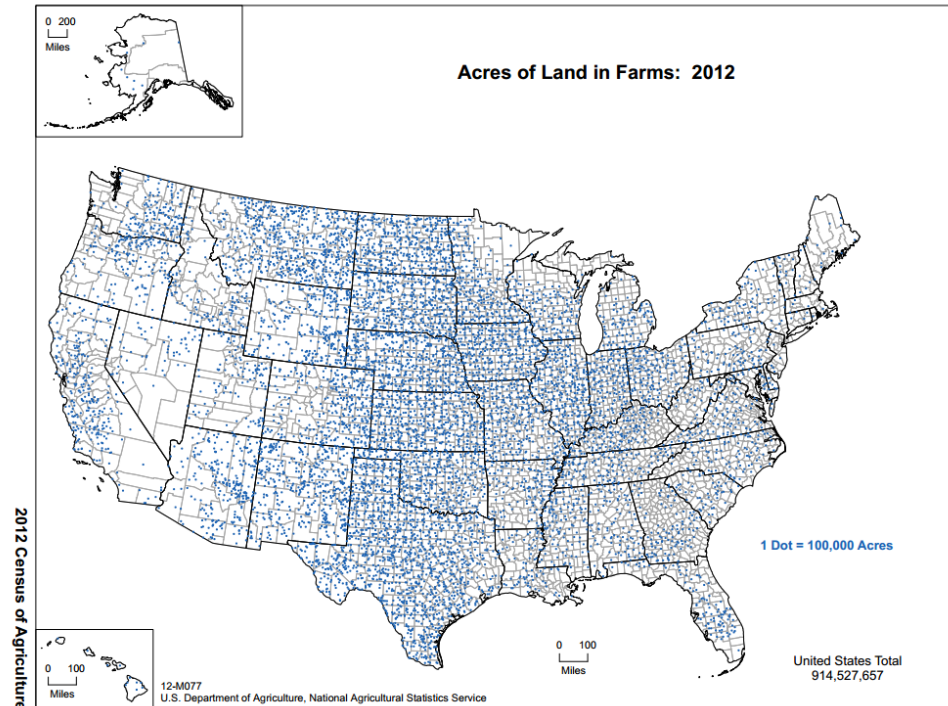 0 200
Miles
Acres of Land in Farms: 2012
1 Dot = 100,000 Acres
United States Total
914,527,657
0 100
Miles
0 100
Miles
12-M077
U.S. Department of Agriculture, National Agricultural Statistics Service
2012 Census of Agriculture